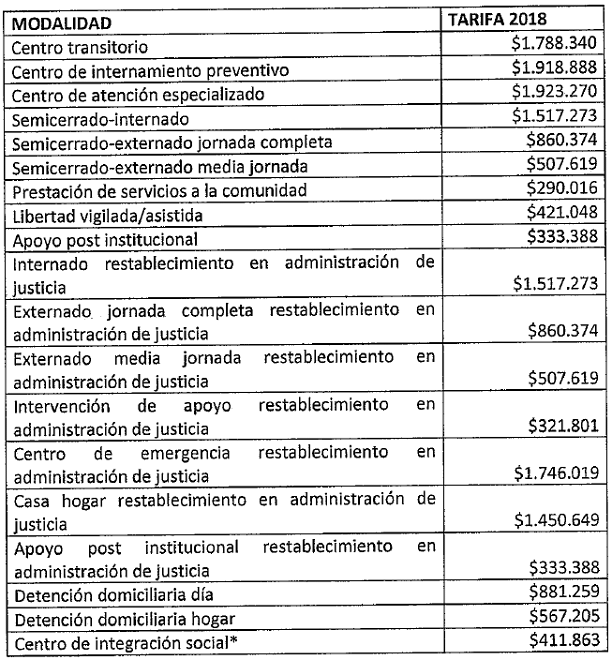 MODALIDAD TARIFA 2018
Centro transitorio $1.788.340
Centro de internamiento preventivo $1.918.888
Centro de atención especializado $1.923.270
Semicerrado-internado $1.517.273
Semicerrado-externado jornada completa $860.374
Semicerrado-externado media jornada $507.619
Prestación de servicios a la comunidad $290.016
Libertad vigilada/asistida $421.048
Apoyo post institucional $333.388
Internado restablecimiento en administración de
justicia $1.517.273
Externado jornada completa restablecimiento en
administración de justicia $860.374
Externado media jornada restablecimiento en
administración de justicia $507.619
Intervención de apoyo restablecimiento en
administración de justicia $321.801
Centro de emergencia restablecimiento en
administración de justicia $1.746.019
Casa hogar restablecimiento en administración de
justicia $1.450.649
Apoyo post institucional restablecimiento en
administración de justicia $333.388
Detención domiciliaria día $881.259
Detención domiciliaria hogar $567.205
Centro de integración social* $411.863